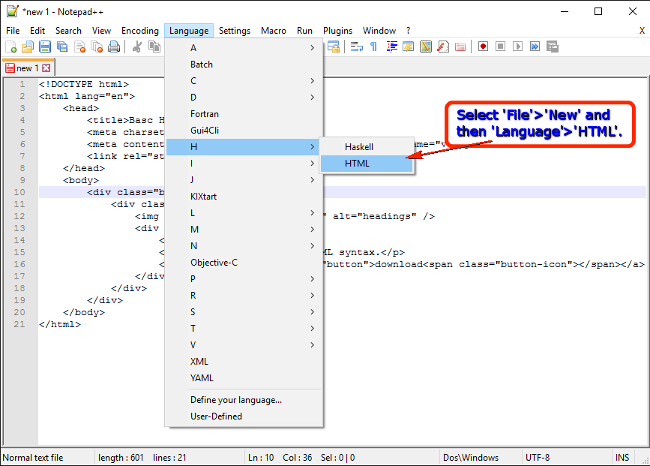 *new 1 - Notepad++
File Edit Search View Encoding Language Settings Macro Run Plugins Window ? X
new 1
1 <!DOCTYPE html>
2 <html lang="en">
3 <head>
4 <title>Basc H
5 <meta charset
6 <meta content ame="v
7 <link rel="st
8 </head>
9 <body>
10 <div class="b
11 <div clas
12 <img " alt="headings" />
13 <div
14 <
15 < ML syntax.</p>
16 < "button">download<span class="button-icon"></span></a>
17 </div
18 </div>
19 </div>
20 </body>
21 </html>
A
Batch
C
D
Fortran
Gui4Cli
H
I
J
KIXtart
L
M
N
Objective-C
P
R
S
T
V
XML
YAML
Define your language...
User-Defined
Haskell
HTML
Select 'File'>'New' and
then 'Language'>'HTML'.
Normal text file length : 601 lines : 21 Ln : 10 Col : 36 Sel : 0 | 0 Dos\Windows UTF-8 INS